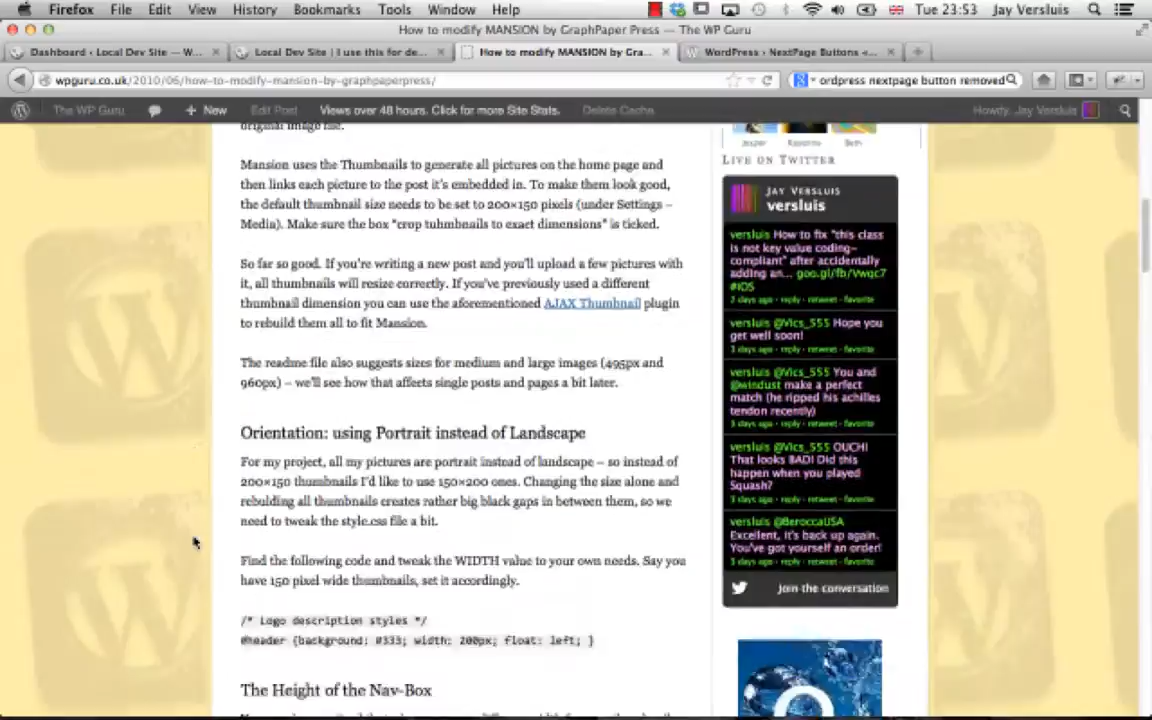 Firefox File Edit View History Bookmarks Tools Window Help Tue 23:53 Jay Versluis
How to modify MANSION by GraphPaper Press — The WP Guru
Dashboard ‹ Local Dev Site — W...
Local Dev Site | I use this for de...
How to modify MANSION by Gra...
WordPress › NextPage Buttons «...
wpguru.co.uk/2010/06/how-to-modify-mansion-by-graphpaperpress/
ordpress nextpage button removed
The WP Guru + New Edit Post Views over 48 hours. Click for more Site Stats. Delete Cache Howdy, Jay Versluis
original image file.
Mansion uses the Thumbnails to generate all pictures on the home page and
then links each picture to the post it's embedded in. To make them look good,
the default thumbnail size needs to be set to 200×150 pixels (under Settings –
Media). Make sure the box "crop tuhmbnails to exact dimensions" is ticked.
So far so good. If you're writing a new post and you'll upload a few pictures with
it, all thumbnails will resize correctly. If you've previously used a different
thumbnail dimension you can use the aforementioned AJAX Thumbnail plugin
to rebuild them all to fit Mansion.
The readme file also suggests sizes for medium and large images (495px and
960px) – we'll see how that affects single posts and pages a bit later.
Orientation: using Portrait instead of Landscape
For my project, all my pictures are portrait instead of landscape – so instead of
200×150 thumbnails I'd like to use 150×200 ones. Changing the size alone and
rebuilding all thumbnails creates rather big black gaps in between them, so we
need to tweak the style.css file a bit.
Find the following code and tweak the WIDTH value to your own needs. Say you
have 150 pixel wide thumbnails, set it accordingly.
/* Logo description styles */
#header {background: #333; width: 200px; float: left; }
The Height of the Nav-Box
Jasper Beth
Live on Twitter
Jay Versluis
versluis
versluis How to fix "this class
is not key value coding-
compliant" after accidentally
adding an... goo.gl/fb/Vwqc7
#iOS
2 days ago · reply · retweet · favorite
versluis @Vics_555 Hope you
get well soon!
3 days ago · reply · retweet · favorite
versluis @Vics_555 You and
@windust make a perfect
match (he ripped his achilles
tendon recently)
3 days ago · reply · retweet · favorite
versluis @Vics_555 OUCH!
That looks BAD! Did this
happen when you played
Squash?
3 days ago · reply · retweet · favorite
versluis @BeroccaUSA
Excellent, it's back up again.
You've got yourself an order!
3 days ago · reply · retweet · favorite
Join the conversation